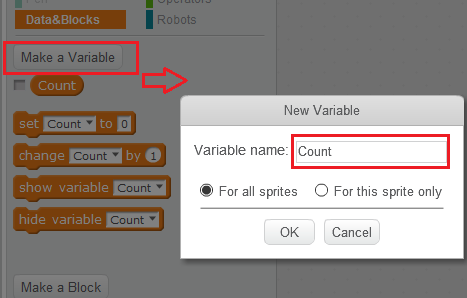 Pen Operators
Data&Blocks Robots
Make a Variable
Count
set Count to 0
change Count by 1
show variable Count
hide variable Count
Make a Block
New Variable
Variable name: Count
For all sprites For this sprite only
OK Cancel